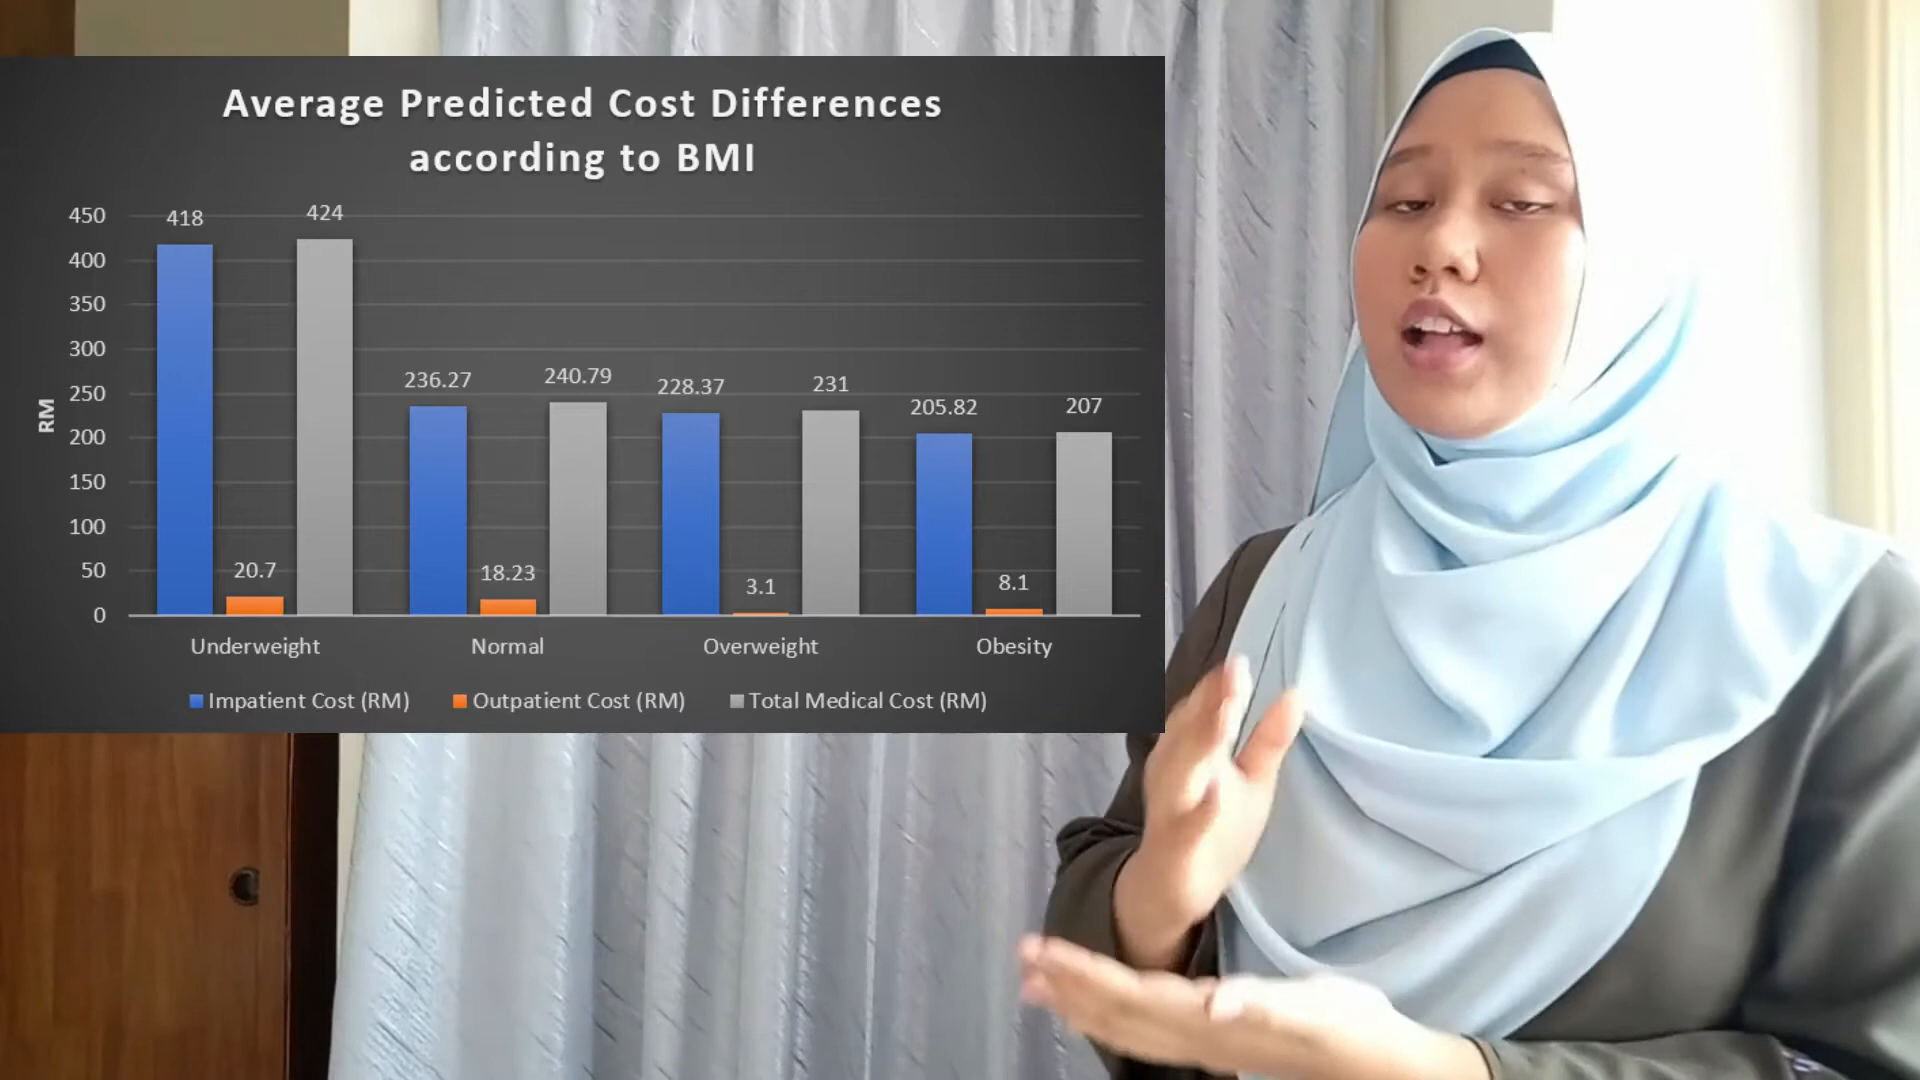 Average Predicted Cost Differences
according to BMI
450
400
350
300
250
200
150
100
50
0
RM
418
20.7
424
236.27
18.23
240.79
228.37
3.1
231
205.82
8.1
207
Underweight
Normal
Overweight
Obesity
Impatient Cost (RM)
Outpatient Cost (RM)
Total Medical Cost (RM)